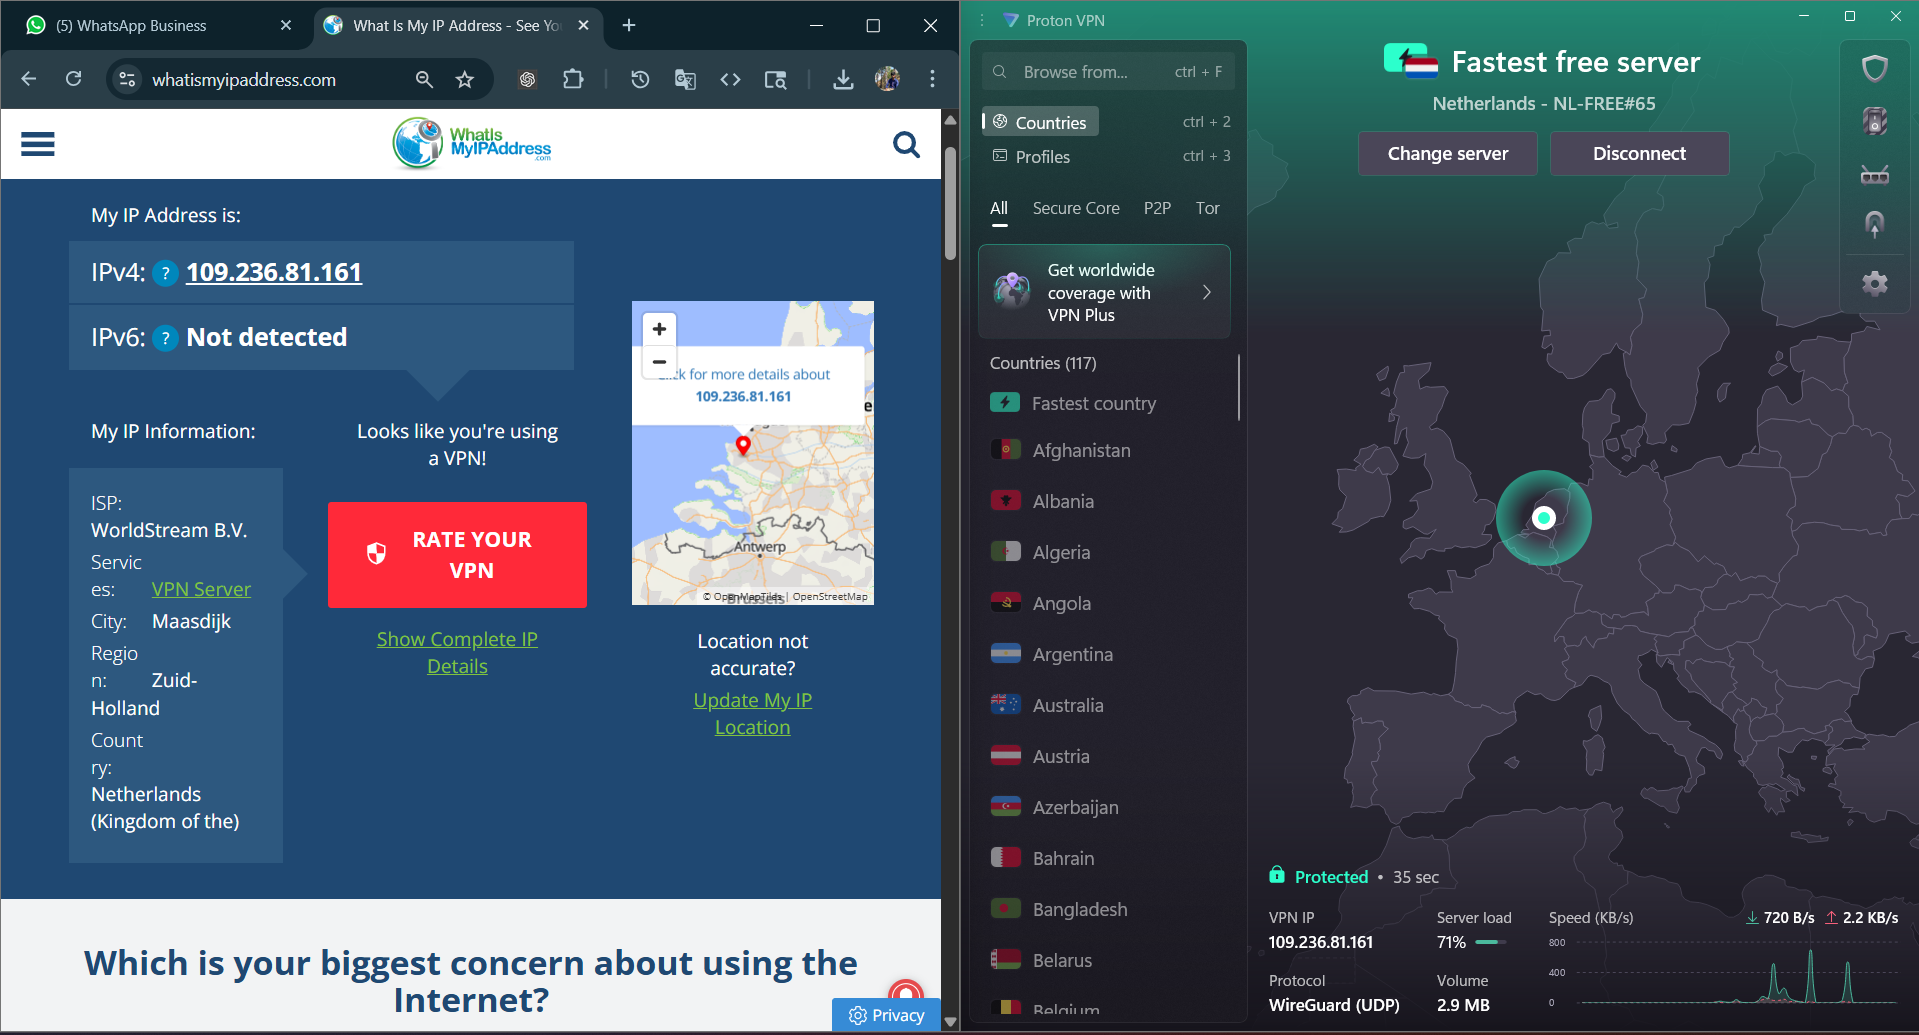 (5) WhatsApp Business
What Is My IP Address - See Yo
whatismyipaddress.com
WhatIs
MyIPAddress
.com
My IP Address is:
IPv4: ? 109.236.81.161
IPv6: ? Not detected
My IP Information:
ISP:
WorldStream B.V.
Servic
es: VPN Server
City: Maasdijk
Regio
n: Zuid-
Holland
Count
ry:
Netherlands
(Kingdom of the)
Looks like you're using
a VPN!
RATE YOUR
VPN
Show Complete IP
Details
+
−
for more details about
109.236.81.161
Antwerp
Brussels
© OpenMapTiles | OpenStreetMap
Location not
accurate?
Update My IP
Location
Which is your biggest concern about using the
Internet?
Privacy
Proton VPN
Browse from... ctrl + F
Countries ctrl + 2
Profiles ctrl + 3
All Secure Core P2P Tor
Get worldwide
coverage with
VPN Plus
Countries (117)
Fastest country
Afghanistan
Albania
Algeria
Angola
Argentina
Australia
Austria
Azerbaijan
Bahrain
Bangladesh
Belarus
Belgium
Fastest free server
Netherlands - NL-FREE#65
Change server
Disconnect
Protected • 35 sec
VPN IP
109.236.81.161
Server load
71%
Protocol
WireGuard (UDP)
Volume
2.9 MB
Speed (KB/s)
720 B/s 2.2 KB/s
800
400
0